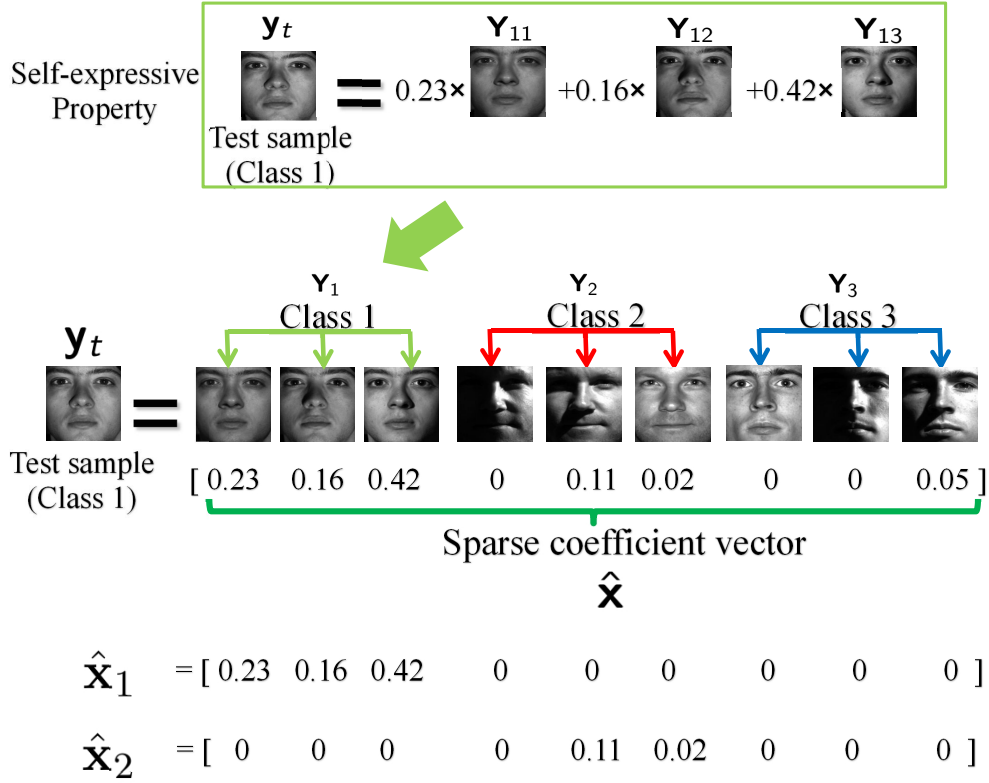 y_t Y_11 Y_12 Y_13
Self-expressive Property
= 0.23× +0.16× +0.42×
Test sample
(Class 1)
Y_1 Y_2 Y_3
Class 1 Class 2 Class 3
y_t
=
Test sample
(Class 1)
[ 0.23 0.16 0.42 0 0.11 0.02 0 0 0.05 ]
Sparse coefficient vector
x̂
x̂_1 = [ 0.23 0.16 0.42 0 0 0 0 0 0 ]
x̂_2 = [ 0 0 0 0 0.11 0.02 0 0 0 ]